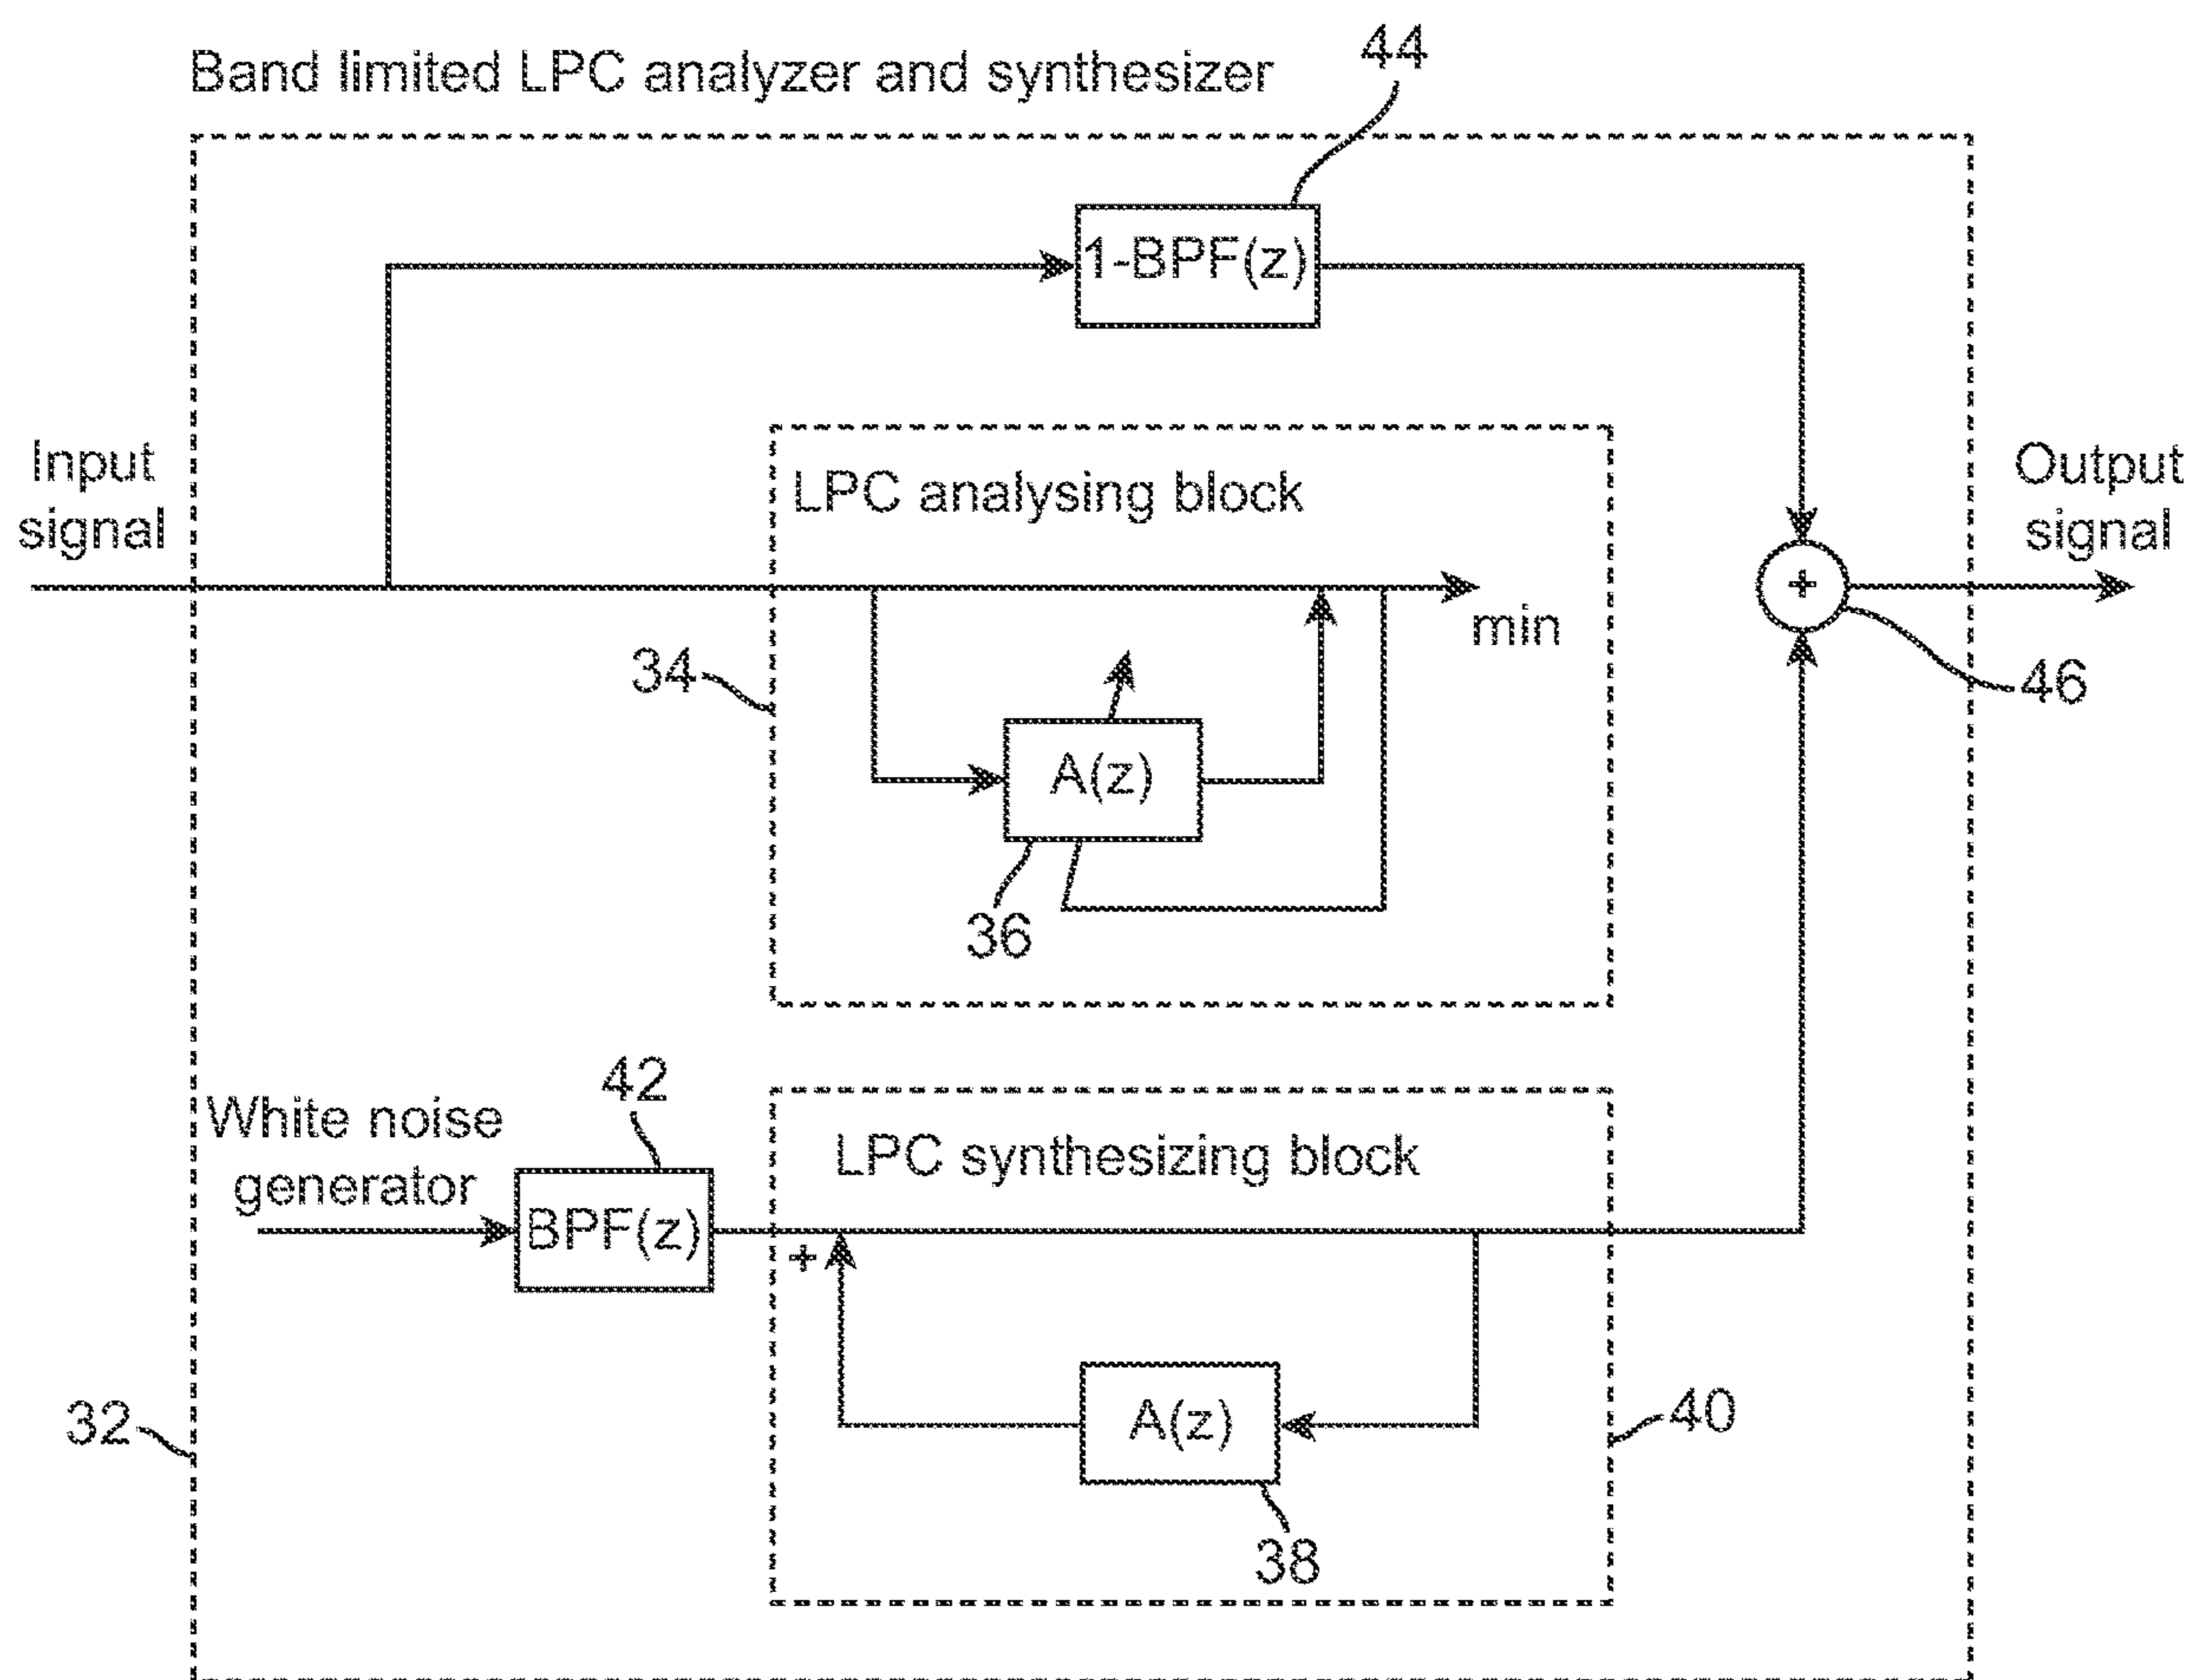 Band limited LPC analyzer and synthesizer
44
1-BPF(z)
Input
signal
LPC analysing block
Output
signal
+
min
34
46
A(z)
36
42
White noise
generator
BPF(z)
LPC synthesizing block
+
32
A(z)
40
38